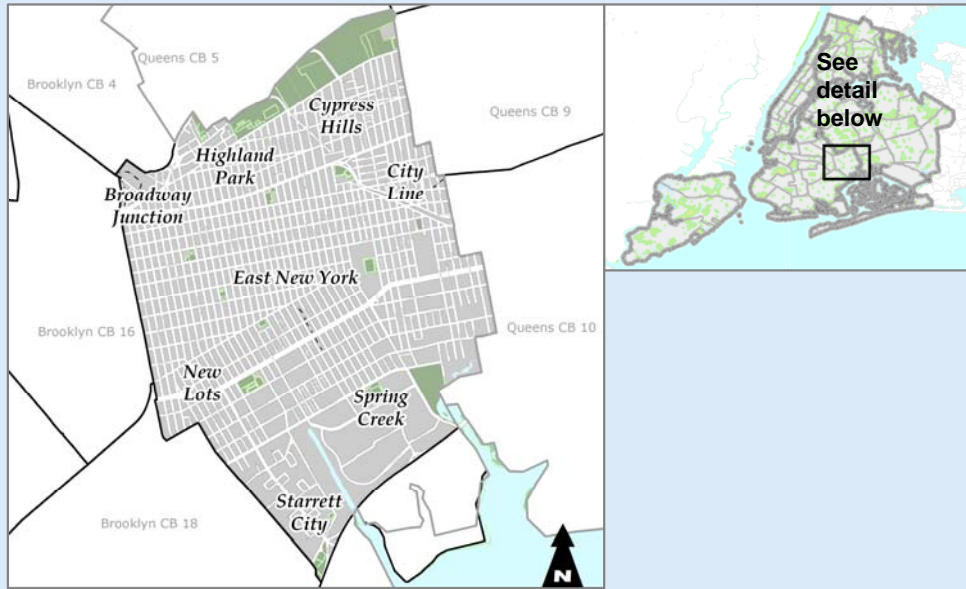 Queens CB 5
Brooklyn CB 4
Cypress
Hills
Queens CB 9
Highland
Park
City
Line
Broadway
Junction
East New York
Brooklyn CB 16
Queens CB 10
New
Lots
Spring
Creek
Starrett
City
Brooklyn CB 18
N
See
detail
below